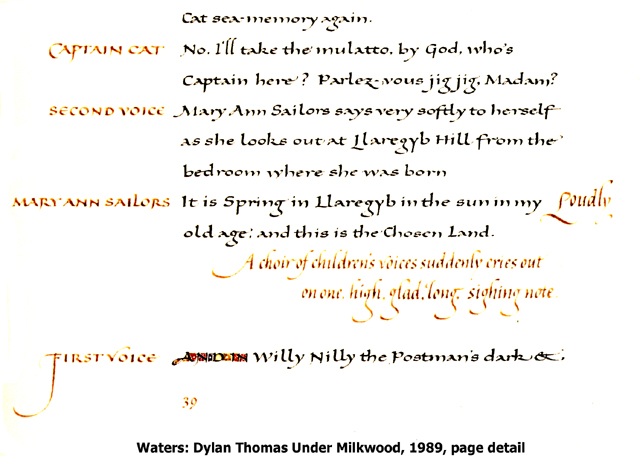 Cat sea-memory again.
CAPTAIN CAT No, I'll take the mulatto, by God, who's
Captain here? Parlez-vous jig jig, Madam?
SECOND VOICE Mary Ann Sailors says very softly to herself
as she looks out at Llaregyb Hill from the
bedroom where she was born
MARY ANN SAILORS It is Spring in Llaregyb in the sun in my Loudly
old age; and this is the Chosen Land.
A choir of children's voices suddenly cries out
on one, high, glad, long, sighing note.
FIRST VOICE Willy Nilly the Postman's dark &
39
Waters: Dylan Thomas Under Milkwood, 1989, page detail